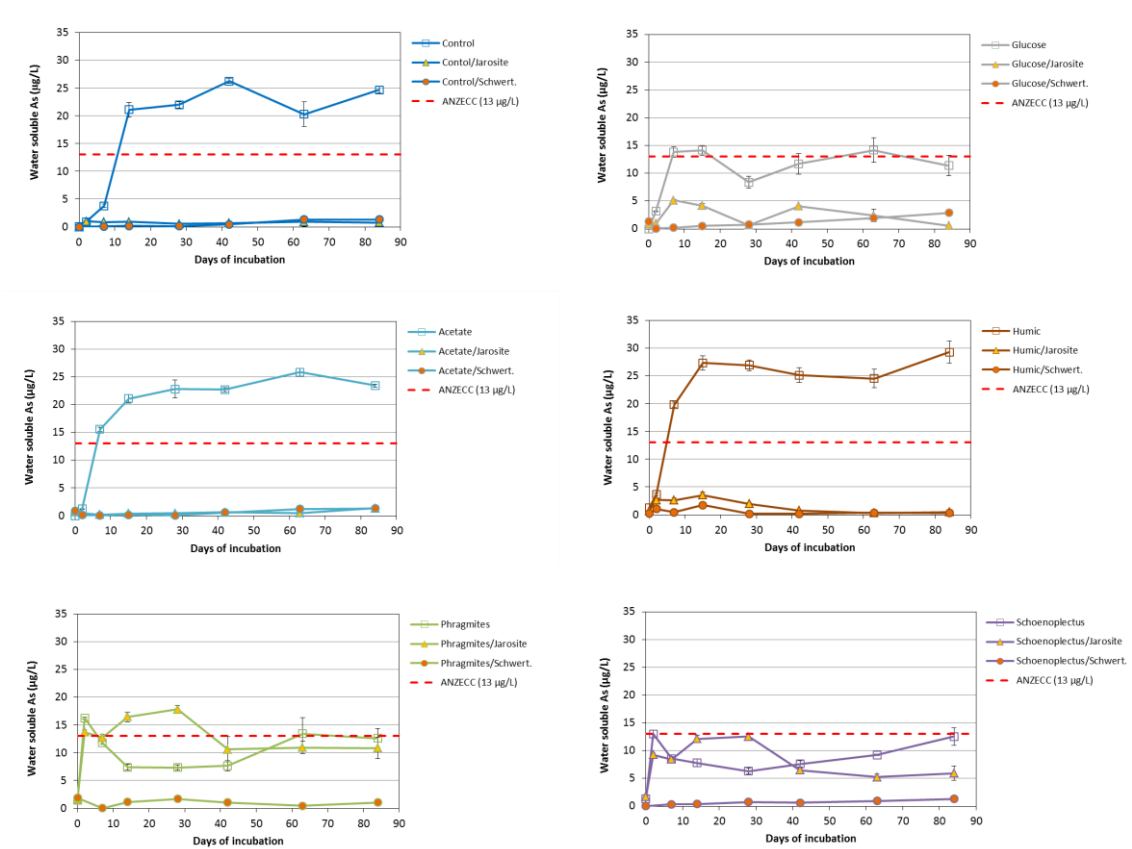 35
30
25
20
15
10
5
0
Water soluble As (µg/L)
0 10 20 30 40 50 60 70 80 90
Days of incubation
Control
Contol/Jarosite
Control/Schwert.
ANZECC (13 µg/L)
35
30
25
20
15
10
5
0
Water soluble As (µg/L)
0 10 20 30 40 50 60 70 80 90
Days of incubation
Glucose
Glucose/Jarosite
Glucose/Schwert.
ANZECC (13 µg/L)
35
30
25
20
15
10
5
0
Water soluble As (µg/L)
0 10 20 30 40 50 60 70 80 90
Days of incubation
Acetate
Acetate/Jarosite
Acetate/Schwert.
ANZECC (13 µg/L)
35
30
25
20
15
10
5
0
Water soluble As (µg/L)
0 10 20 30 40 50 60 70 80 90
Days of incubation
Humic
Humic/Jarosite
Humic/Schwert.
ANZECC (13 µg/L)
35
30
25
20
15
10
5
0
Water soluble As (µg/L)
0 10 20 30 40 50 60 70 80 90
Days of incubation
Phragmites
Phragmites/Jarosite
Phragmites/Schwert.
ANZECC (13 µg/L)
35
30
25
20
15
10
5
0
Water soluble As (µg/L)
0 10 20 30 40 50 60 70 80 90
Days of incubation
Schoenoplectus
Schoenoplectus/Jarosite
Schoenoplectus/Schwert.
ANZECC (13 µg/L)